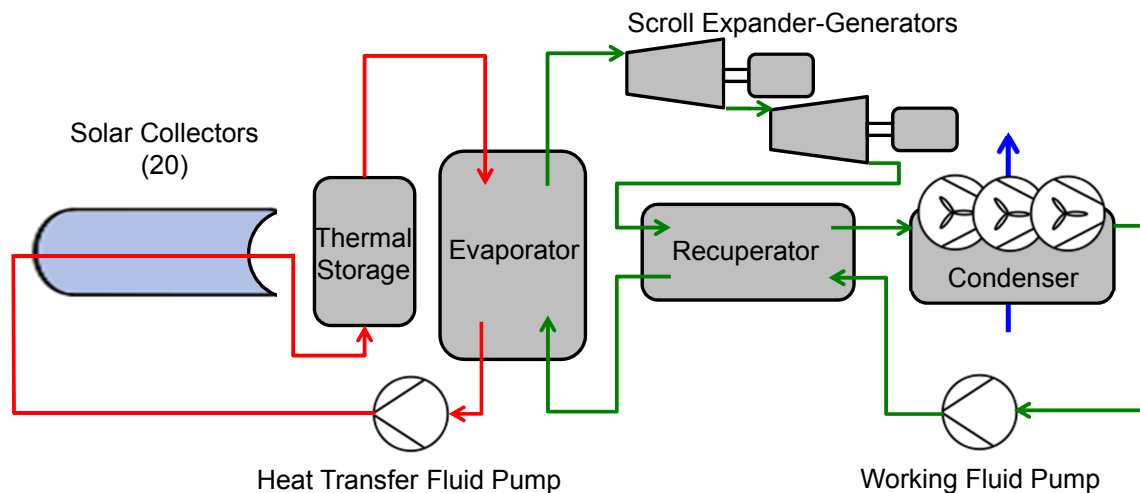 Scroll Expander-Generators
Solar Collectors
(20)
Thermal
Storage
Evaporator
Recuperator
Condenser
Heat Transfer Fluid Pump
Working Fluid Pump